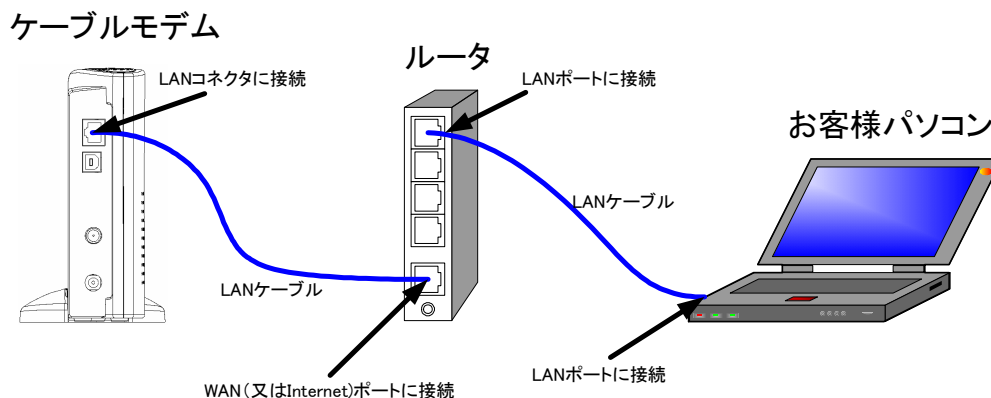 ケーブルモデム
ルータ
LANコネクタに接続
LANポートに接続
お客様パソコン
LANケーブル
LANケーブル
LANポートに接続
WAN(又はInternet)ポートに接続